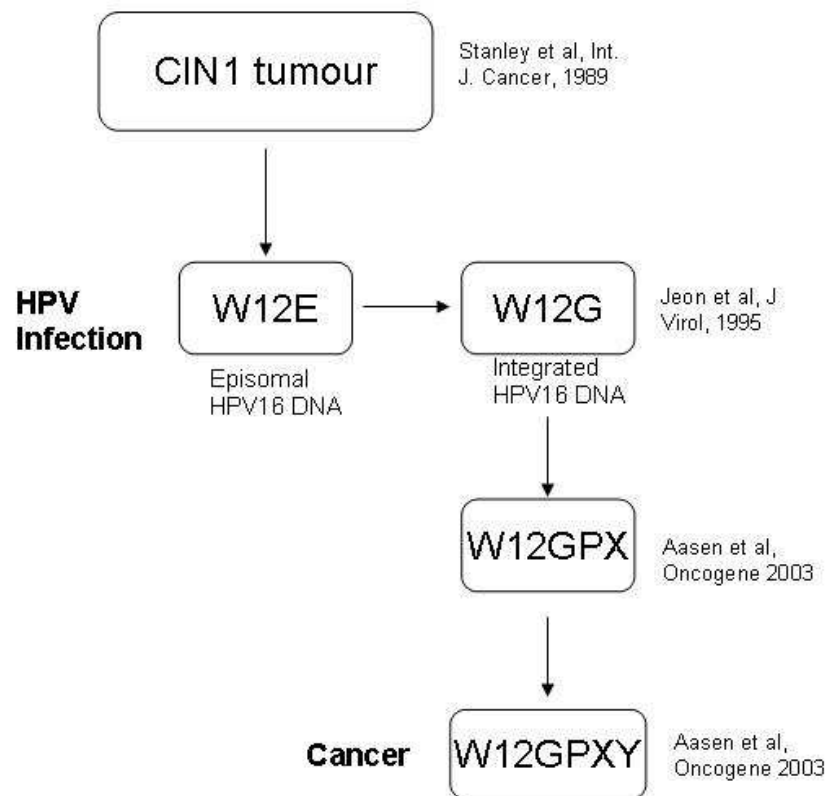 CIN1 tumour
Stanley et al, Int.
J. Cancer, 1989
HPV
Infection
W12E
W12G
Jeon et al, J
Virol, 1995
Episomal
HPV16 DNA
Integrated
HPV16 DNA
W12GPX
Aasen et al,
Oncogene 2003
Cancer
W12GPXY
Aasen et al,
Oncogene 2003